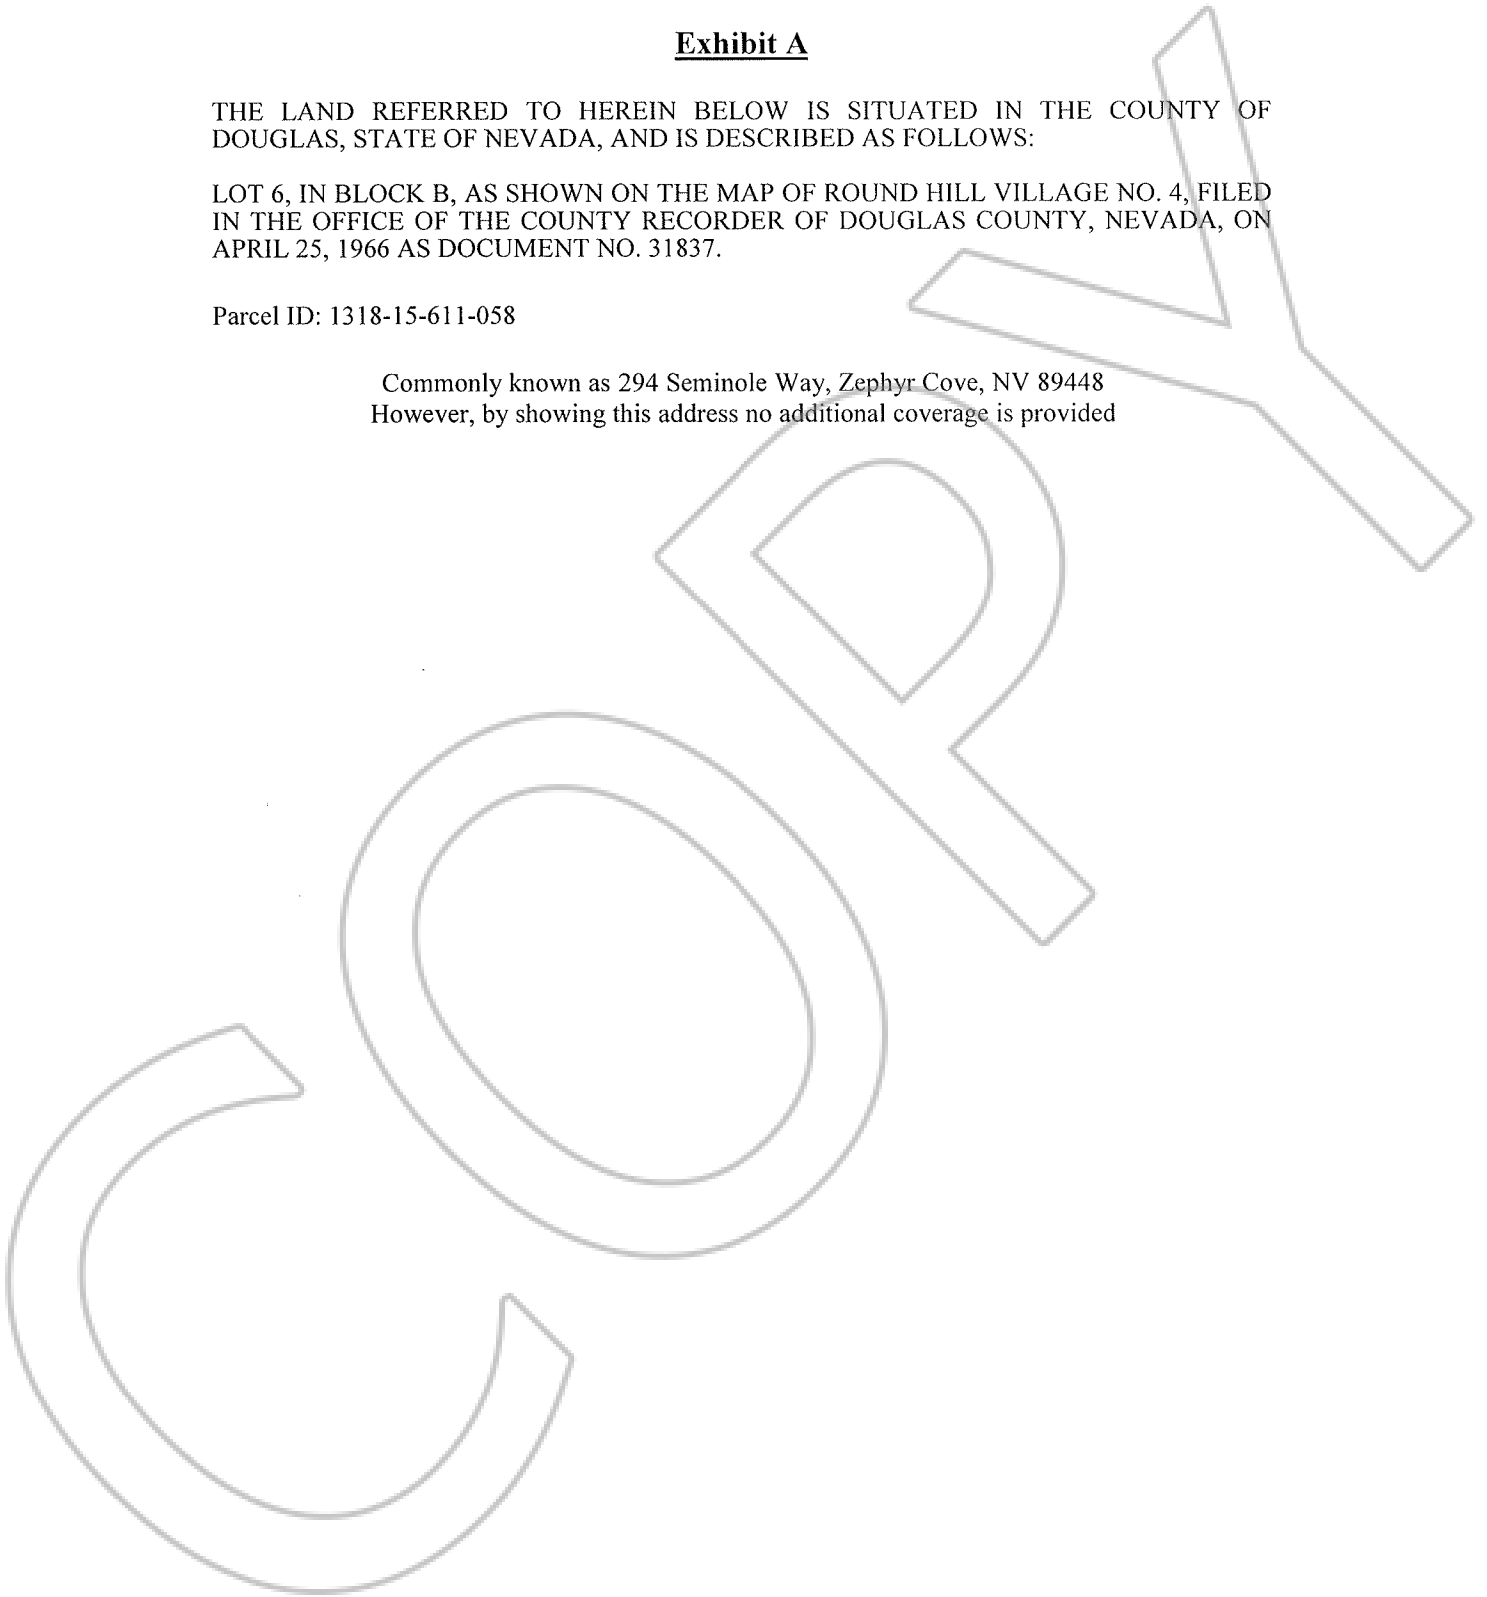 Exhibit A
THE LAND REFERRED TO HEREIN BELOW IS SITUATED IN THE COUNTY OF
DOUGLAS, STATE OF NEVADA, AND IS DESCRIBED AS FOLLOWS:
LOT 6, IN BLOCK B, AS SHOWN ON THE MAP OF ROUND HILL VILLAGE NO. 4, FILED
IN THE OFFICE OF THE COUNTY RECORDER OF DOUGLAS COUNTY, NEVADA, ON
APRIL 25, 1966 AS DOCUMENT NO. 31837.
Parcel ID: 1318-15-611-058
Commonly known as 294 Seminole Way, Zephyr Cove, NV 89448
However, by showing this address no additional coverage is provided
COPY